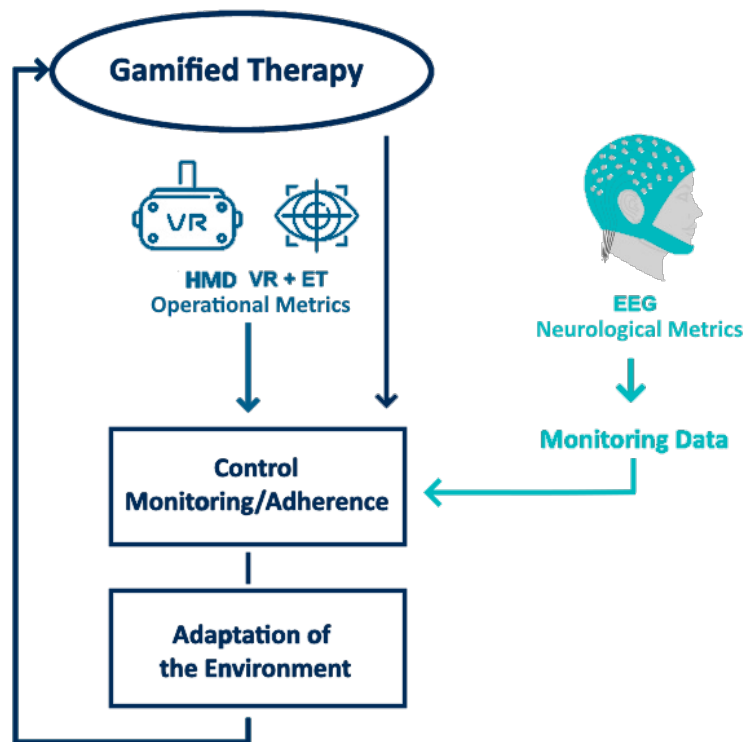 Gamified Therapy
VR
HMD VR + ET
Operational Metrics
EEG
Neurological Metrics
Monitoring Data
Control
Monitoring/Adherence
Adaptation of
the Environment